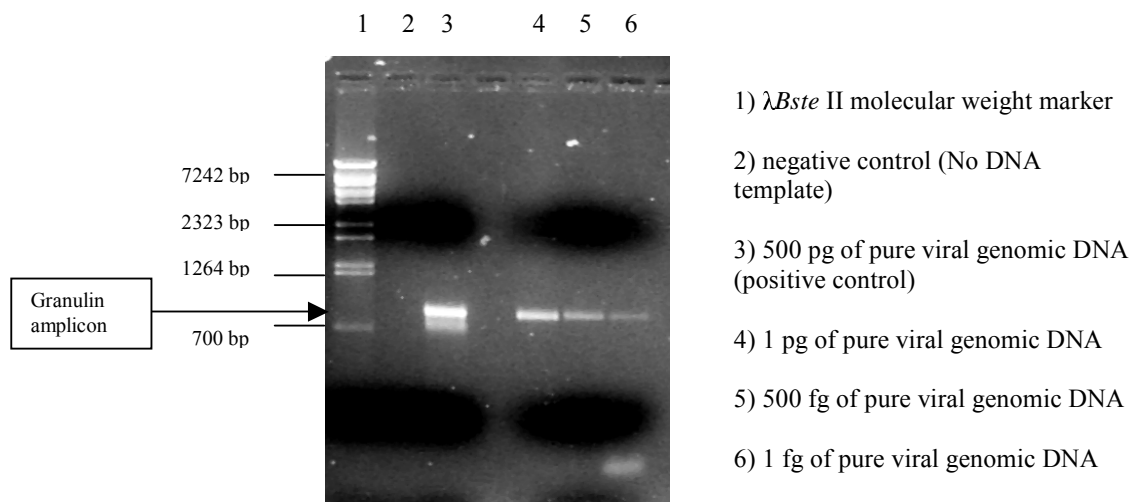 1 2 3 4 5 6
7242 bp
2323 bp
1264 bp
Granulin
amplicon
700 bp
1) λBste II molecular weight marker
2) negative control (No DNA
template)
3) 500 pg of pure viral genomic DNA
(positive control)
4) 1 pg of pure viral genomic DNA
5) 500 fg of pure viral genomic DNA
6) 1 fg of pure viral genomic DNA